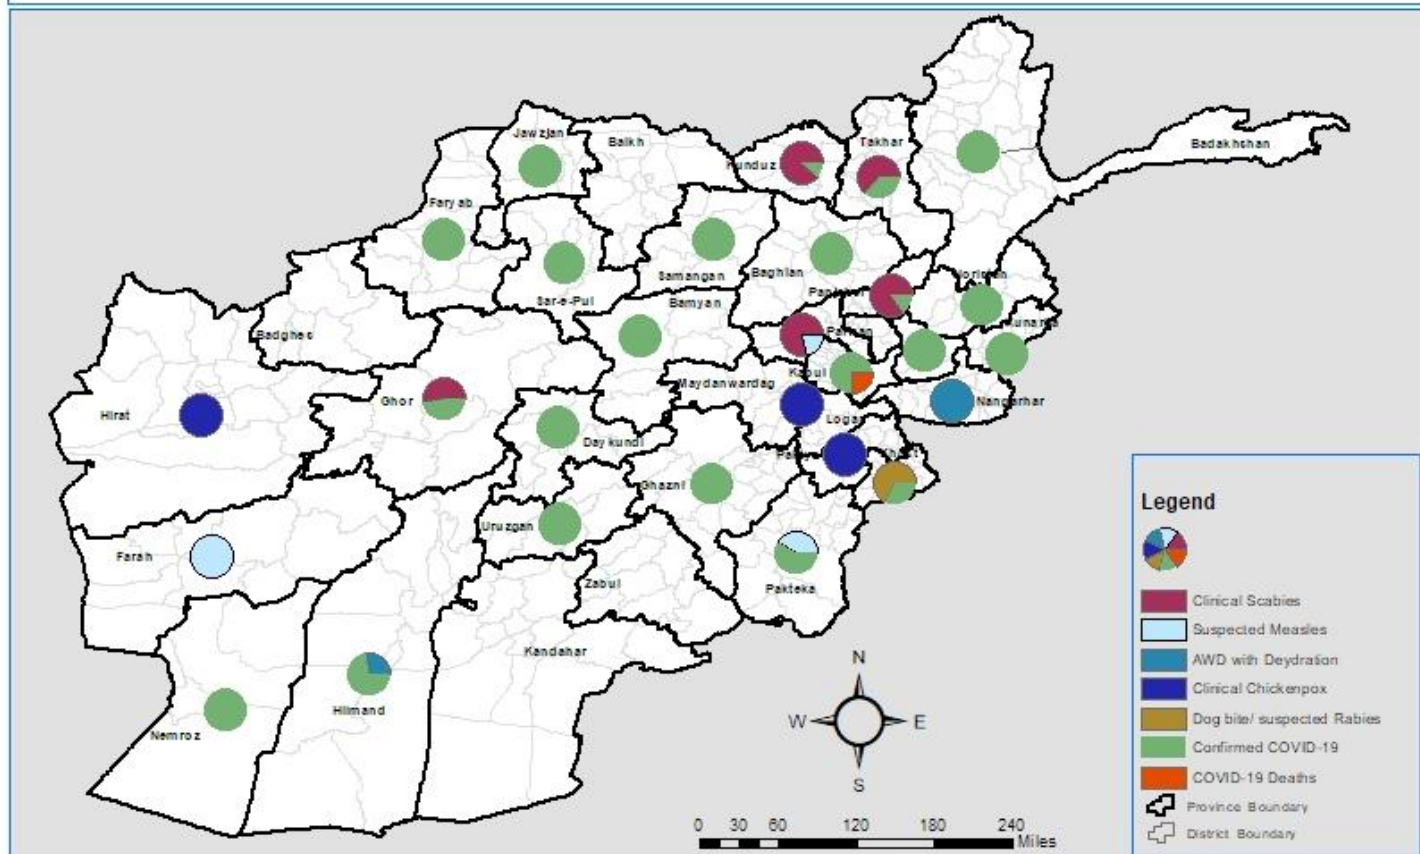 Jawzjan
Balkh
Kunduz
Takhar
Badakhshan
Faryab
Samangan
Baghlan
Sar-e-Pul
Bamyan
Badghes
Parwan
Kabul
Maydanwardag
Nangarhar
Hirat
Ghor
Logar
Daykundi
Ghazni
Uruzgan
Farah
Zabul
Pakteka
Kandahar
Hilmand
Nemroz
N
W
E
S
0 30 60 120 180 240
Miles
Legend
Clinical Scabies
Suspected Measles
AWD with Deydration
Clinical Chickenpox
Dog bite/ suspected Rabies
Confirmed COVID-19
COVID-19 Deaths
Province Boundary
District Boundary